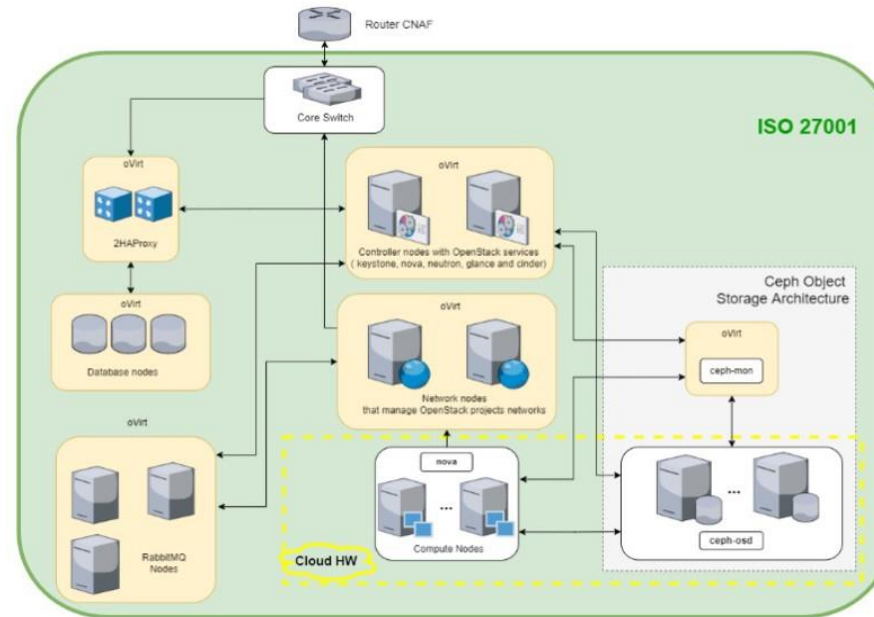 Router CNAF
Core Switch
ISO 27001
oVirt
2HAProxy
oVirt
Controller nodes with OpenStack services
( keystone, nova, neutron, glance and cinder)
Ceph Object
Storage Architecture
oVirt
Database nodes
oVirt
Network nodes
that manage OpenStack projects networks
oVirt
ceph-mon
oVirt
RabbitMQ
Nodes
nova
...
Compute Nodes
...
ceph-osd
Cloud HW